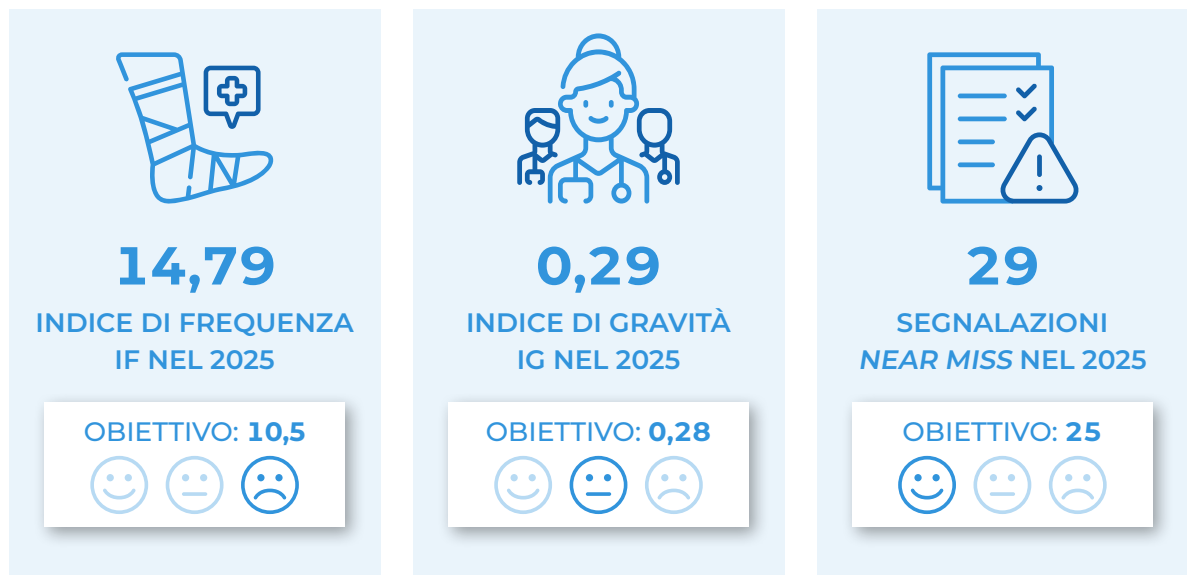 14,79
INDICE DI FREQUENZA
IF NEL 2025
OBIETTIVO: 10,5
0,29
INDICE DI GRAVITÀ
IG NEL 2025
OBIETTIVO: 0,28
29
SEGNALAZIONI
NEAR MISS NEL 2025
OBIETTIVO: 25